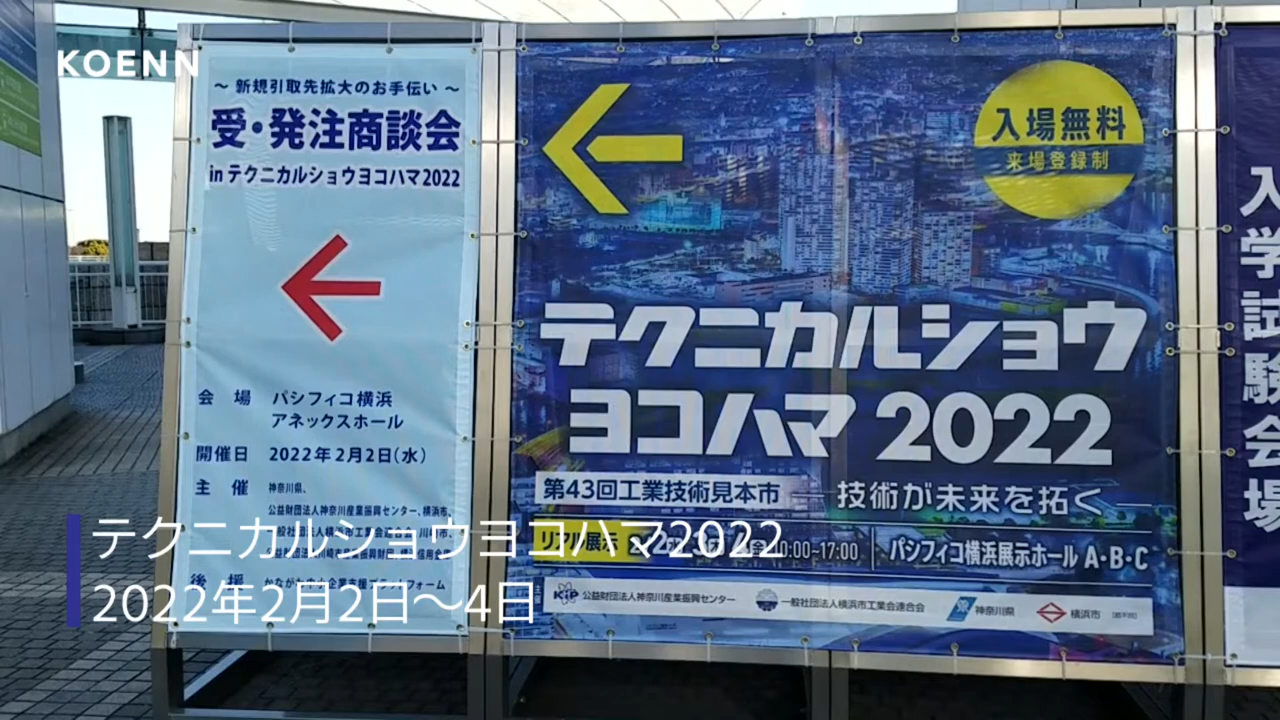 KOENN
～ 新規引取先拡大のお手伝い ～
受・発注商談会
in テクニカルショウヨコハマ2022
会 場 パシフィコ横浜
アネックスホール
開催日 2022年2月2日(水)
主 催 神奈川県、
公益財団法人神奈川産業振興センター、横浜市、
後 援
入場無料
来場登録制
テクニカルショウ
ヨコハマ 2022
第43回工業技術見本市
技術が未来を拓く
リアル展示
10:00~17:00
パシフィコ横浜展示ホール A・B・C
KIP 公益財団法人神奈川産業振興センター 一般社団法人横浜市工業会連合会 神奈川県 横浜市
入学試験会場
テクニカルショウヨコハマ2022
2022年2月2日～4日